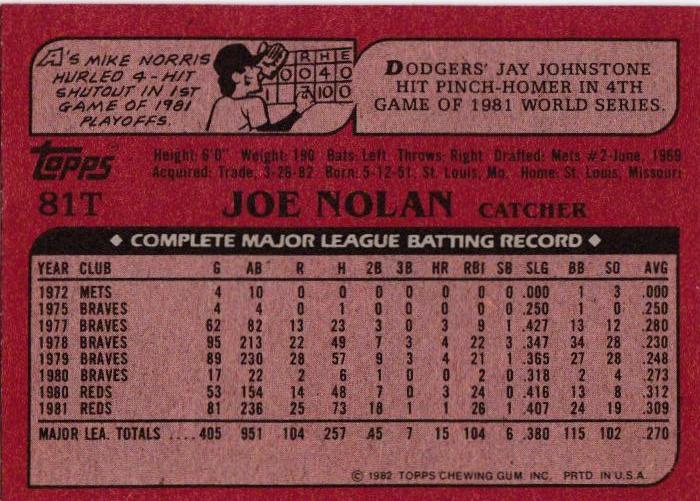 A's MIKE NORRIS
HURLED 4-HIT
SHUTOUT IN 1ST
GAME OF 1981
PLAYOFFS.
R H E
0 0 4 0
7 10 0
DODGERS' JAY JOHNSTONE
HIT PINCH-HOMER IN 4TH
GAME OF 1981 WORLD SERIES.
Topps®
Height: 6'0" Weight: 190 Bats: Left Throws: Right Drafted: Mets #2-June, 1969
Acquired: Trade, 3-26-82 Born: 5-12-51, St. Louis, Mo. Home: St. Louis, Missouri
81T JOE NOLAN CATCHER
◆ COMPLETE MAJOR LEAGUE BATTING RECORD ◆
YEAR CLUB G AB R H 2B 3B HR RBI SB SLG BB SO AVG
1972 METS 4 10 0 0 0 0 0 0 0 .000 1 3 .000
1975 BRAVES 4 4 0 1 0 0 0 0 0 .250 1 0 .250
1977 BRAVES 62 82 13 23 3 0 3 9 1 .427 13 12 .280
1978 BRAVES 95 213 22 49 7 3 4 22 3 .347 34 28 .230
1979 BRAVES 89 230 28 57 9 3 4 21 1 .365 27 28 .248
1980 BRAVES 17 22 2 6 1 0 0 2 0 .318 2 4 .273
1980 REDS 53 154 14 48 7 0 3 24 0 .416 13 8 .312
1981 REDS 81 236 25 73 18 1 1 26 1 .407 24 19 .309
MAJOR LEA. TOTALS .... 405 951 104 257 45 7 15 104 6 .380 115 102 .270
© 1982 TOPPS CHEWING GUM, INC. PRTD. IN U.S.A.